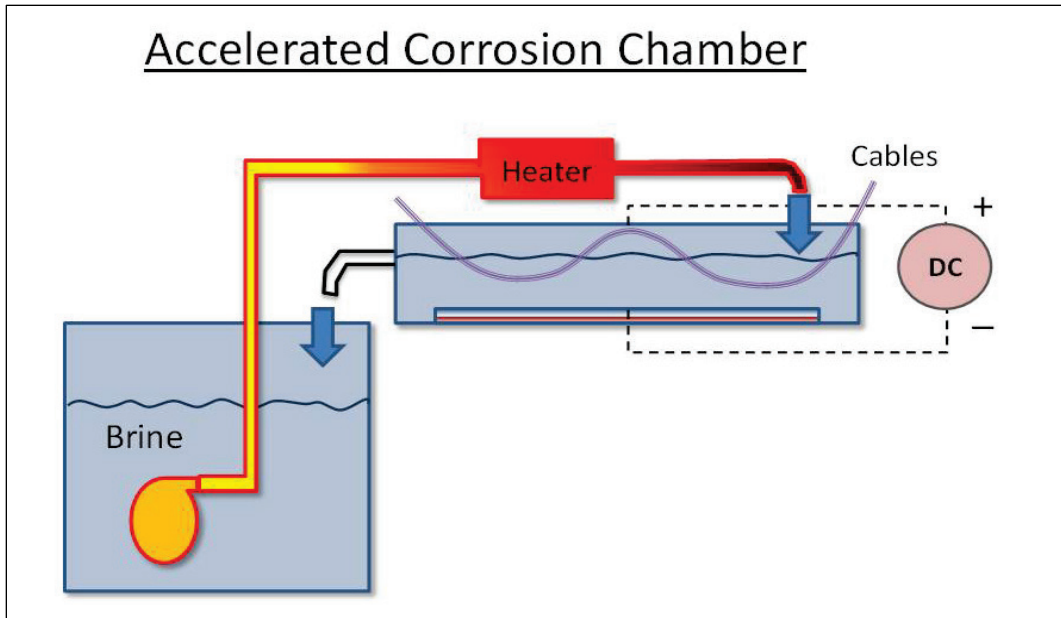 Accelerated Corrosion Chamber
Heater
Cables
+
DC
–
Brine